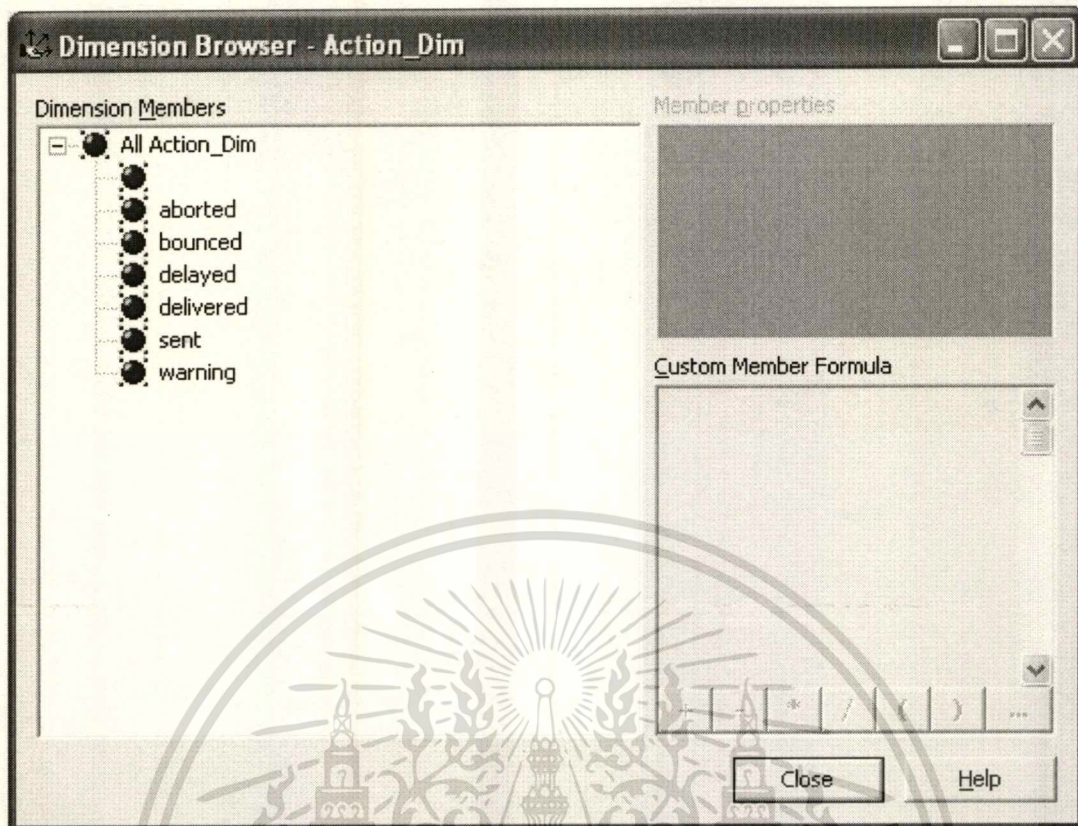 Dimension Browser - Action_Dim
Dimension Members
All Action_Dim
aborted
bounced
delayed
delivered
sent
warning
Member properties
Custom Member Formula
+ - * / ( ) ...
Close Help